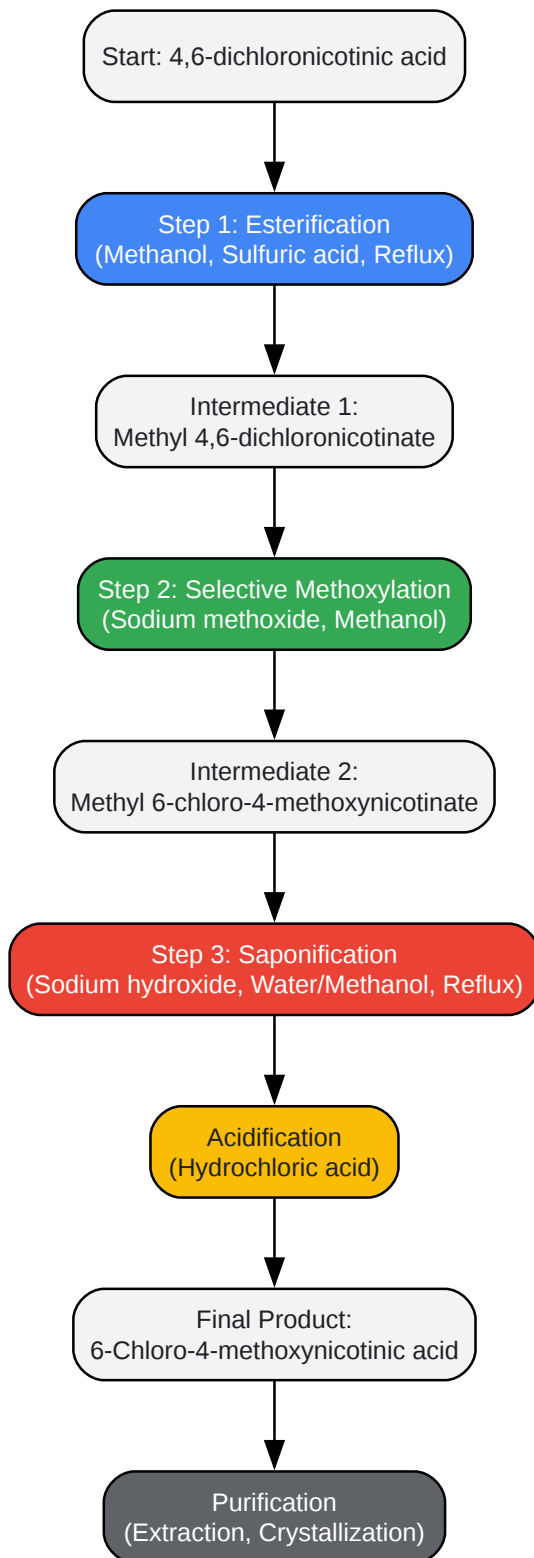 Start: 4,6-dichloronicotinic acid
Step 1: Esterification
(Methanol, Sulfuric acid, Reflux)
Intermediate 1:
Methyl 4,6-dichloronicotinate
Step 2: Selective Methoxylation
(Sodium methoxide, Methanol)
Intermediate 2:
Methyl 6-chloro-4-methoxynicotinate
Step 3: Saponification
(Sodium hydroxide, Water/Methanol, Reflux)
Acidification
(Hydrochloric acid)
Final Product:
6-Chloro-4-methoxynicotinic acid
Purification
(Extraction, Crystallization)